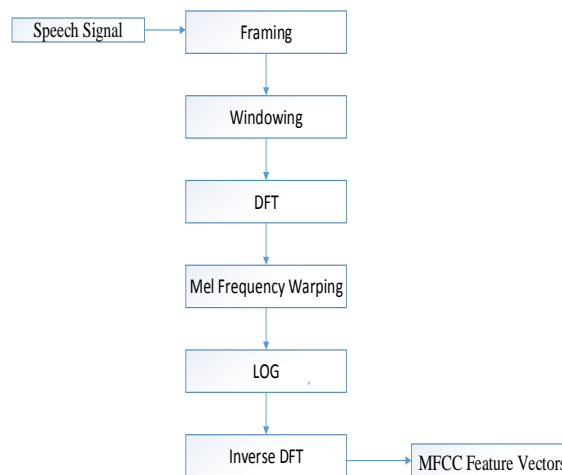 Speech Signal
Framing
Windowing
DFT
Mel Frequency Warping
LOG
Inverse DFT
MFCC Feature Vectors